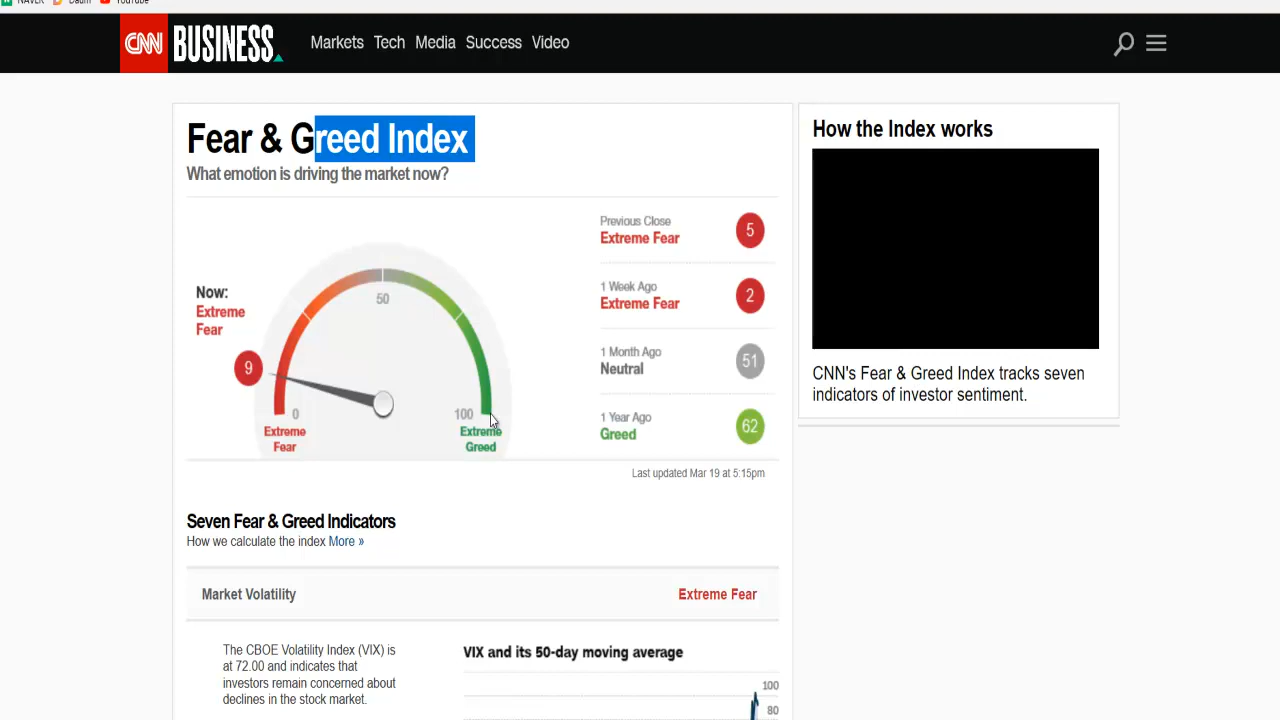 NAVER Daum YouTube
CNN BUSINESS Markets Tech Media Success Video
Fear & Greed Index
What emotion is driving the market now?
Now:
Extreme
Fear
9
50
0
100
Extreme
Fear
Extreme
Greed
Previous Close
Extreme Fear 5
1 Week Ago
Extreme Fear 2
1 Month Ago
Neutral 51
1 Year Ago
Greed 62
Last updated Mar 19 at 5:15pm
How the Index works
CNN's Fear & Greed Index tracks seven
indicators of investor sentiment.
Seven Fear & Greed Indicators
How we calculate the index More »
Market Volatility Extreme Fear
The CBOE Volatility Index (VIX) is
at 72.00 and indicates that
investors remain concerned about
declines in the stock market.
VIX and its 50-day moving average
100
80